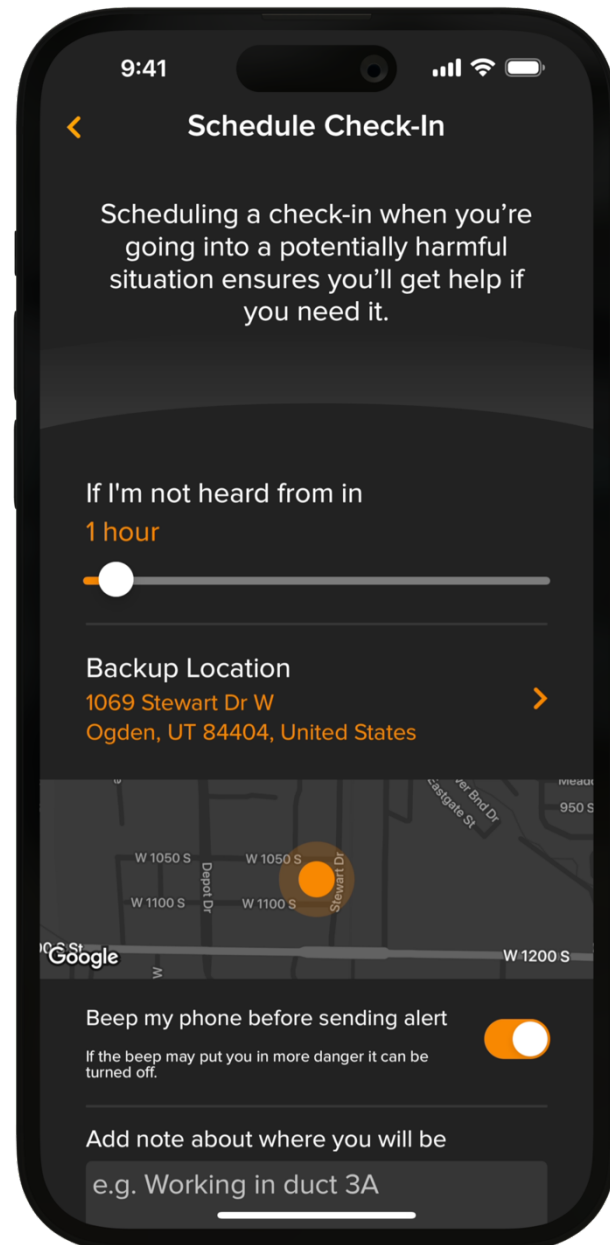 9:41
Schedule Check-In
Scheduling a check-in when you’re
going into a potentially harmful
situation ensures you’ll get help if
you need it.
If I'm not heard from in
1 hour
Backup Location
1069 Stewart Dr W
Ogden, UT 84404, United States
Eastgate St
Bnd Dr
950 S
W 1050 S
W 1050 S
Depot Dr
Stewart Dr
W 1100 S
W 1100 S
Google
W
W 1200 S
Beep my phone before sending alert
If the beep may put you in more danger it can be
turned off.
Add note about where you will be
e.g. Working in duct 3A